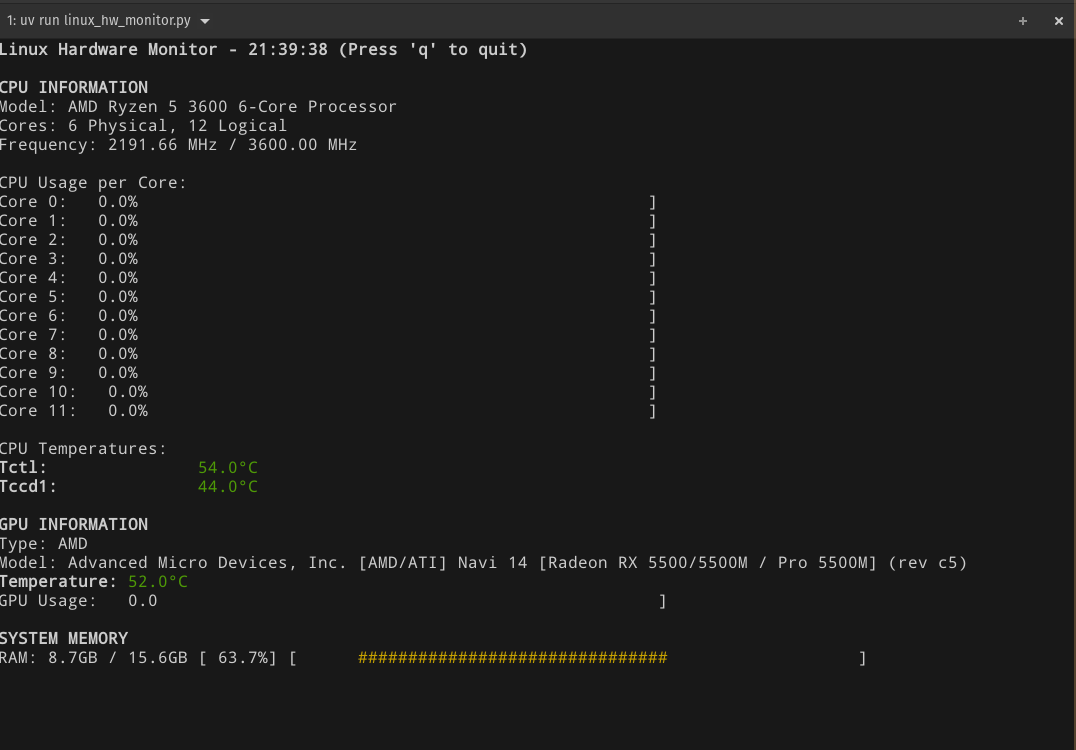 1: uv run linux_hw_monitor.py
Linux Hardware Monitor - 21:39:38 (Press 'q' to quit)
CPU INFORMATION
Model: AMD Ryzen 5 3600 6-Core Processor
Cores: 6 Physical, 12 Logical
Frequency: 2191.66 MHz / 3600.00 MHz
CPU Usage per Core:
Core 0:   0.0% ]
Core 1:   0.0% ]
Core 2:   0.0% ]
Core 3:   0.0% ]
Core 4:   0.0% ]
Core 5:   0.0% ]
Core 6:   0.0% ]
Core 7:   0.0% ]
Core 8:   0.0% ]
Core 9:   0.0% ]
Core 10:   0.0% ]
Core 11:   0.0% ]
CPU Temperatures:
Tctl: 54.0°C
Tccd1: 44.0°C
GPU INFORMATION
Type: AMD
Model: Advanced Micro Devices, Inc. [AMD/ATI] Navi 14 [Radeon RX 5500/5500M / Pro 5500M] (rev c5)
Temperature: 52.0°C
GPU Usage:   0.0 ]
SYSTEM MEMORY
RAM: 8.7GB / 15.6GB [ 63.7%] [      ############################### ]